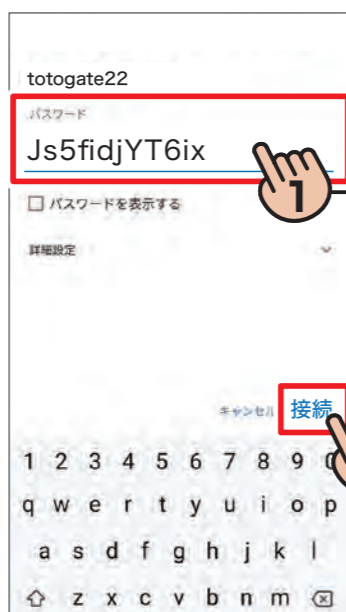 totogate22
パスワード
Js5fidjYT6ix
1
パスワードを表示する
詳細設定
キャンセル 接続
1 2 3 4 5 6 7 8 9 0
q w e r t y u i o p
a s d f g h j k l
z x c v b n m